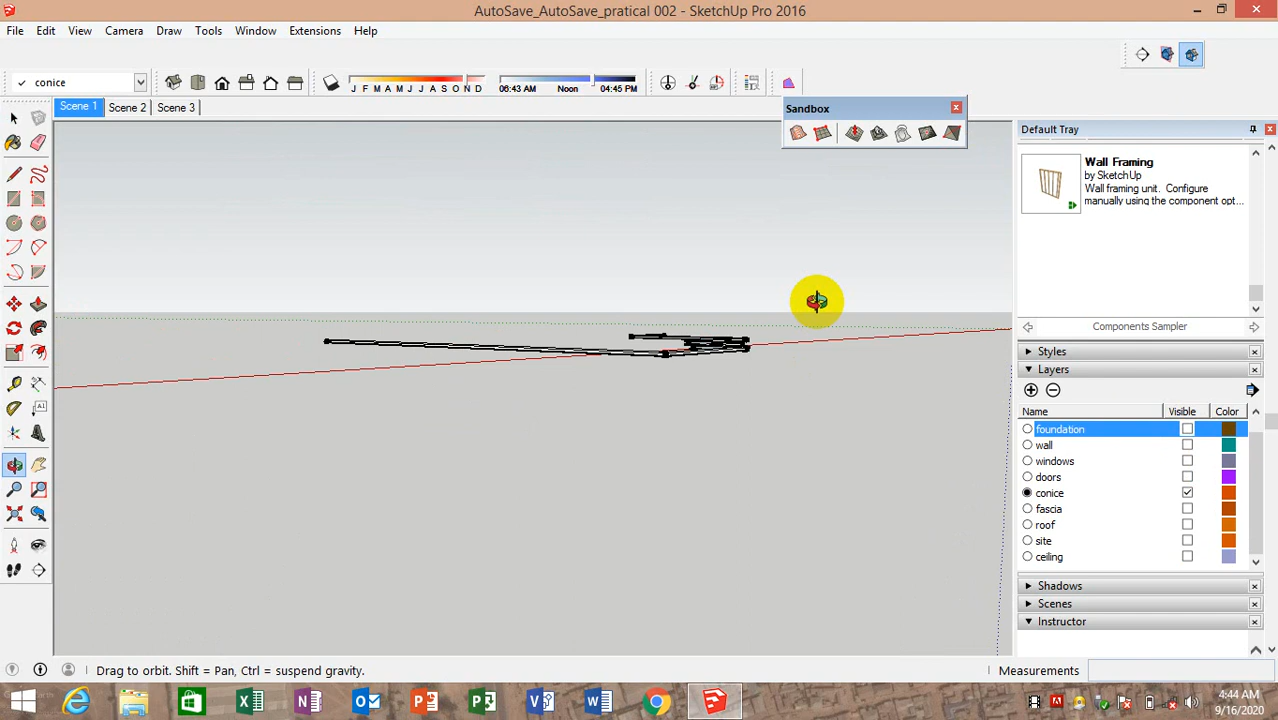 AutoSave_AutoSave_pratical 002 - SketchUp Pro 2016
File Edit View Camera Draw Tools Window Extensions Help
conice
J F M A M J J A S O N D
06:43 AM Noon 04:45 PM
Scene 1 Scene 2 Scene 3
Sandbox
Default Tray
Wall Framing
by SketchUp
Wall framing unit. Configure
manually using the component opt...
Components Sampler
Styles
Layers
Name Visible Color
foundation
wall
windows
doors
conice
fascia
roof
site
ceiling
Shadows
Scenes
Instructor
Drag to orbit. Shift = Pan, Ctrl = suspend gravity.
Measurements
4:44 AM
9/16/2020